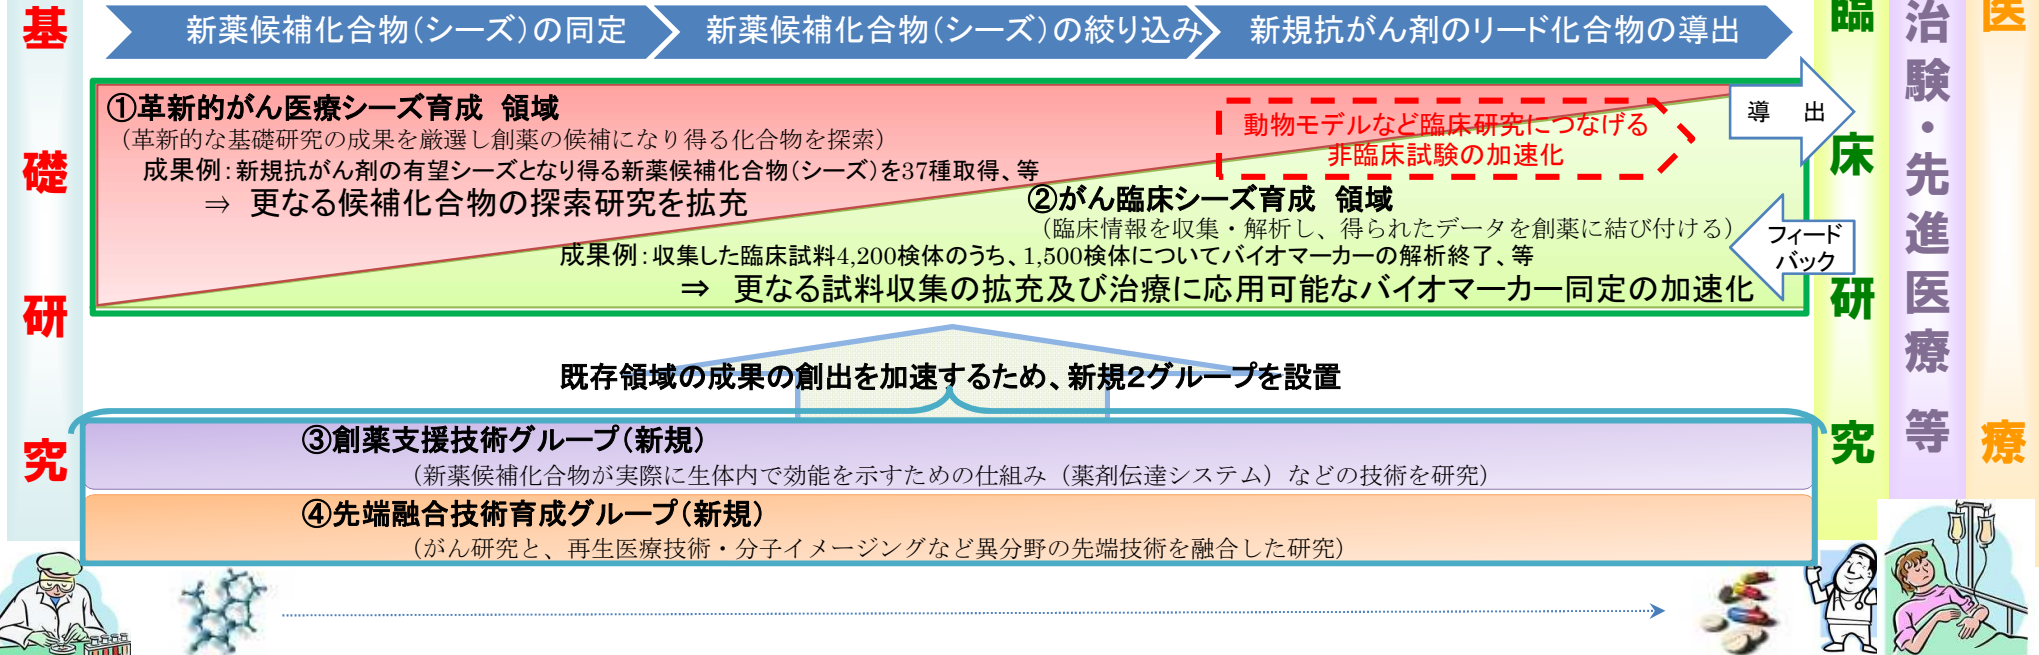 基礎研究
新薬候補化合物(シーズ)の同定
新薬候補化合物(シーズ)の絞り込み
新規抗がん剤のリード化合物の導出
①革新的がん医療シーズ育成 領域
(革新的な基礎研究の成果を厳選し創薬の候補になり得る化合物を探索)
成果例:新規抗がん剤の有望シーズとなり得る新薬候補化合物(シーズ)を37種取得、等
⇒ 更なる候補化合物の探索研究を拡充
動物モデルなど臨床研究につなげる
非臨床試験の加速化
導 出
②がん臨床シーズ育成 領域
(臨床情報を収集・解析し、得られたデータを創薬に結び付ける)
成果例:収集した臨床試料4,200検体のうち、1,500検体についてバイオマーカーの解析終了、等
⇒ 更なる試料収集の拡充及び治療に応用可能なバイオマーカー同定の加速化
フィード
バック
既存領域の成果の創出を加速するため、新規2グループを設置
③創薬支援技術グループ(新規)
(新薬候補化合物が実際に生体内で効能を示すための仕組み(薬剤伝達システム)などの技術を研究)
④先端融合技術育成グループ(新規)
(がん研究と、再生医療技術・分子イメージングなど異分野の先端技術を融合した研究)
臨床研究
治験・先進医療 等
医療